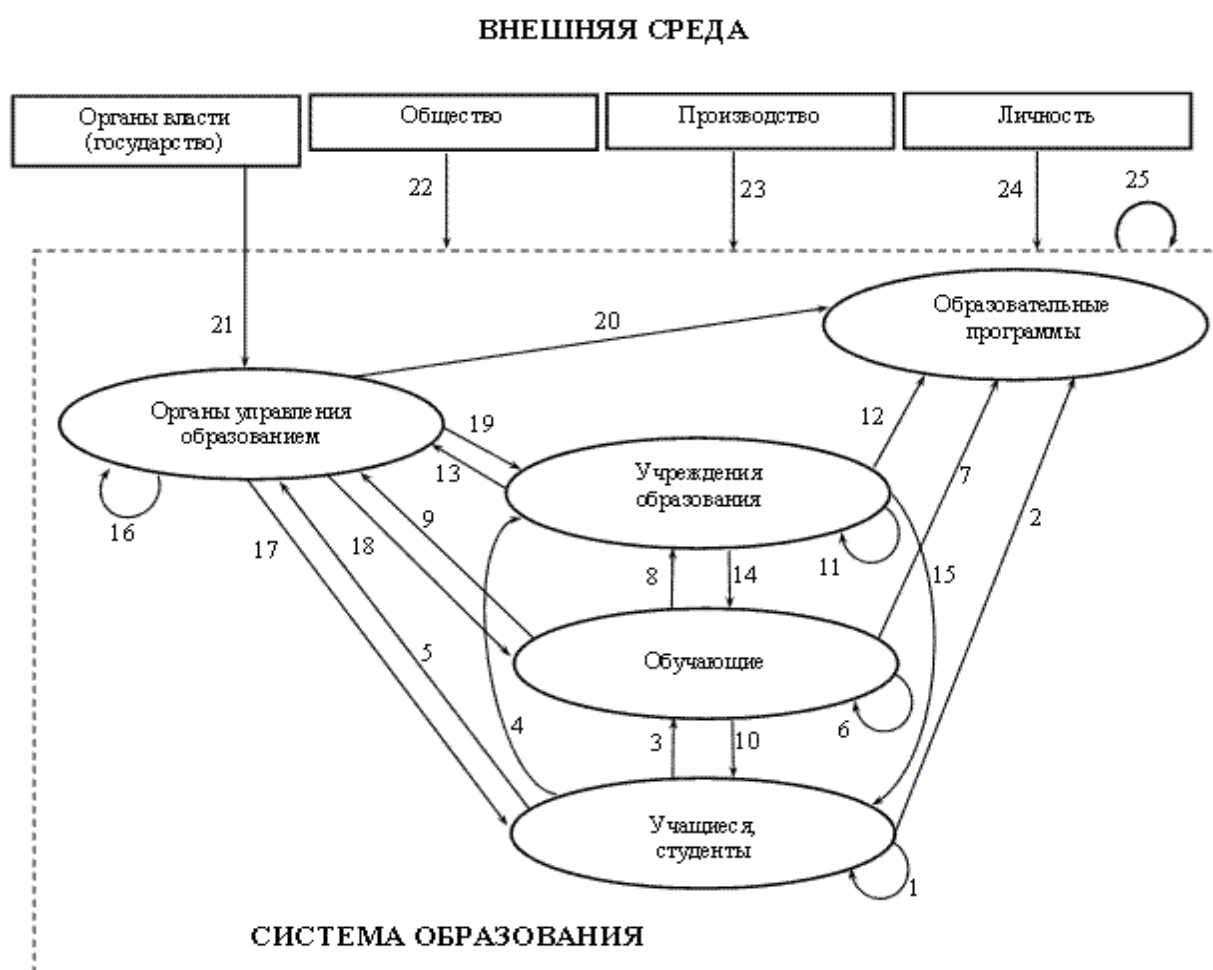 ВНЕШНЯЯ СРЕДА
Органы власти
(государство)
Общество
Производство
Личность
22
23
24
25
Образовательные
программы
21
20
Органы управления
образованием
19
12
13
Учреждения
образования
7
16
17
18
9
2
11
15
8
14
5
Обучающие
4
3
10
6
Учащиеся,
студенты
1
СИСТЕМА ОБРАЗОВАНИЯ